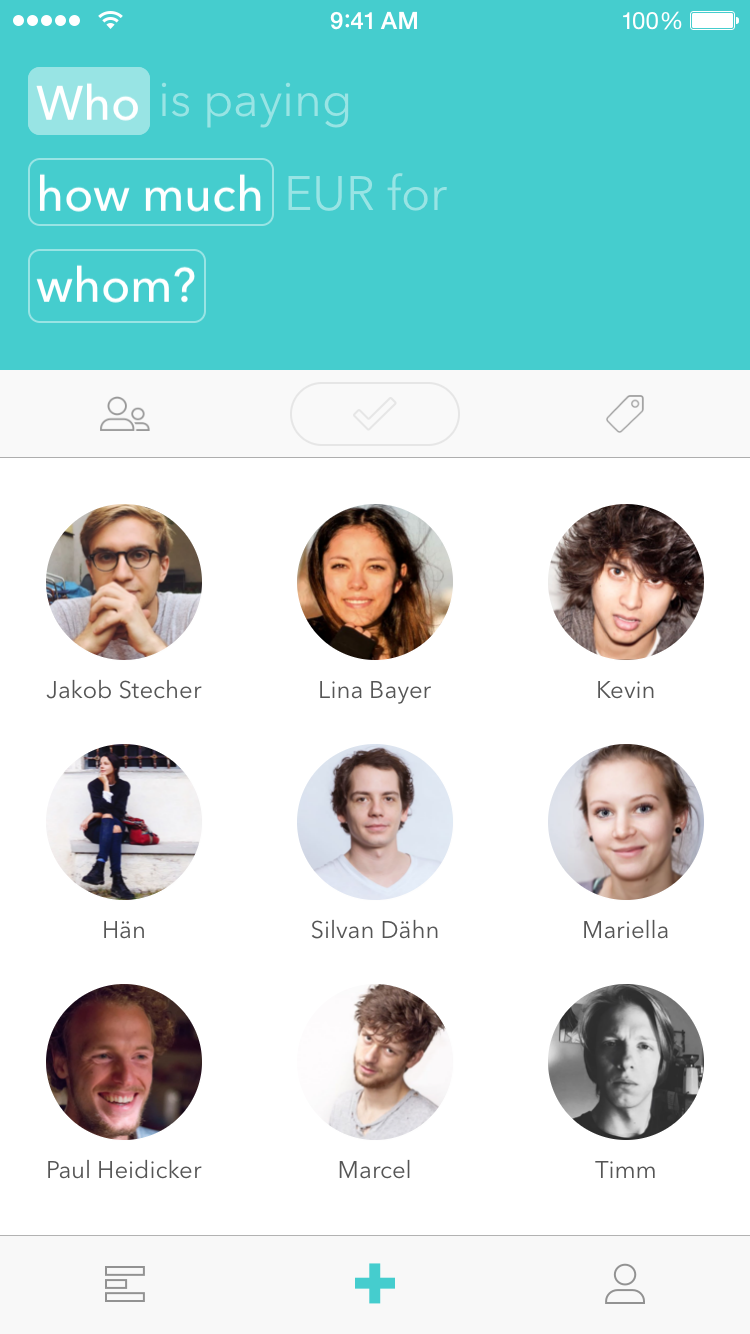 9:41 AM 100%
Who is paying
how much EUR for
whom?
Jakob Stecher Lina Bayer Kevin
Hän Silvan Dähn Mariella
Paul Heidicker Marcel Timm